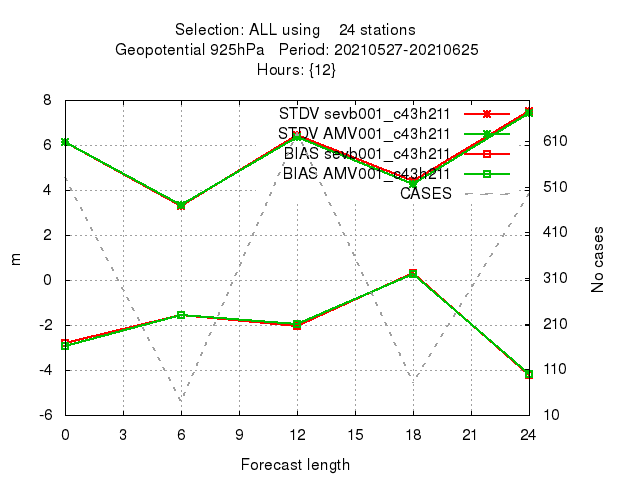 Selection: ALL using 24 stations
Geopotential 925hPa Period: 20210527-20210625
Hours: {12}
STDV sevb001_c43h211
STDV AMV001_c43h211
BIAS sevb001_c43h211
BIAS AMV001_c43h211
CASES
8
6
4
2
0
-2
-4
-6
m
610
510
410
310
210
110
10
No cases
0 3 6 9 12 15 18 21 24
Forecast length